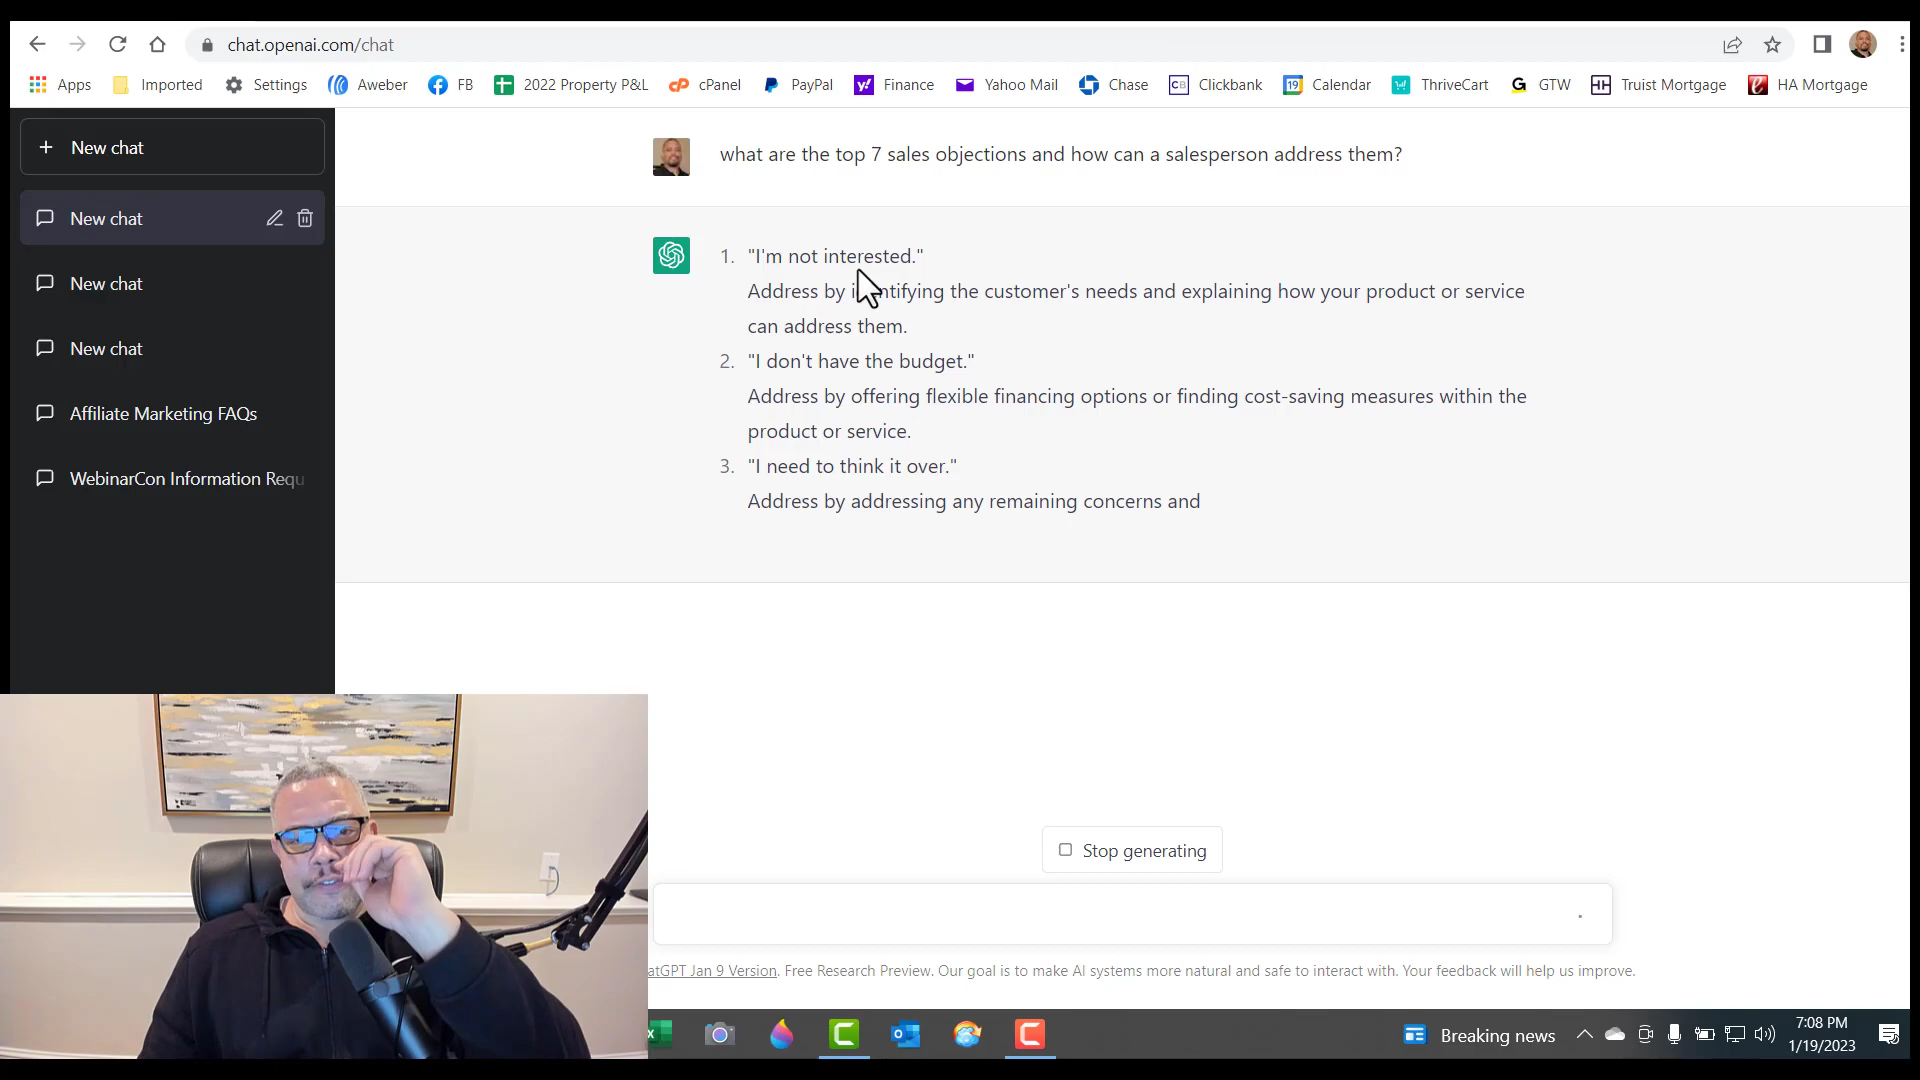 chat.openai.com/chat
Apps Imported Settings Aweber FB 2022 Property P&L cPanel PayPal Finance Yahoo Mail Chase CB Clickbank 19 Calendar ThriveCart G GTW Truist Mortgage HA Mortgage
+ New chat
New chat
New chat
New chat
Affiliate Marketing FAQs
WebinarCon Information Requ
what are the top 7 sales objections and how can a salesperson address them?
1. "I'm not interested."
Address by the customer's needs and explaining how your product or service
can address them.
2. "I don't have the budget."
Address by offering flexible financing options or finding cost-saving measures within the
product or service.
3. "I need to think it over."
Address by addressing any remaining concerns and
Stop generating
atGPT Jan 9 Version. Free Research Preview. Our goal is to make AI systems more natural and safe to interact with. Your feedback will help us improve.
Breaking news
7:08 PM
1/19/2023